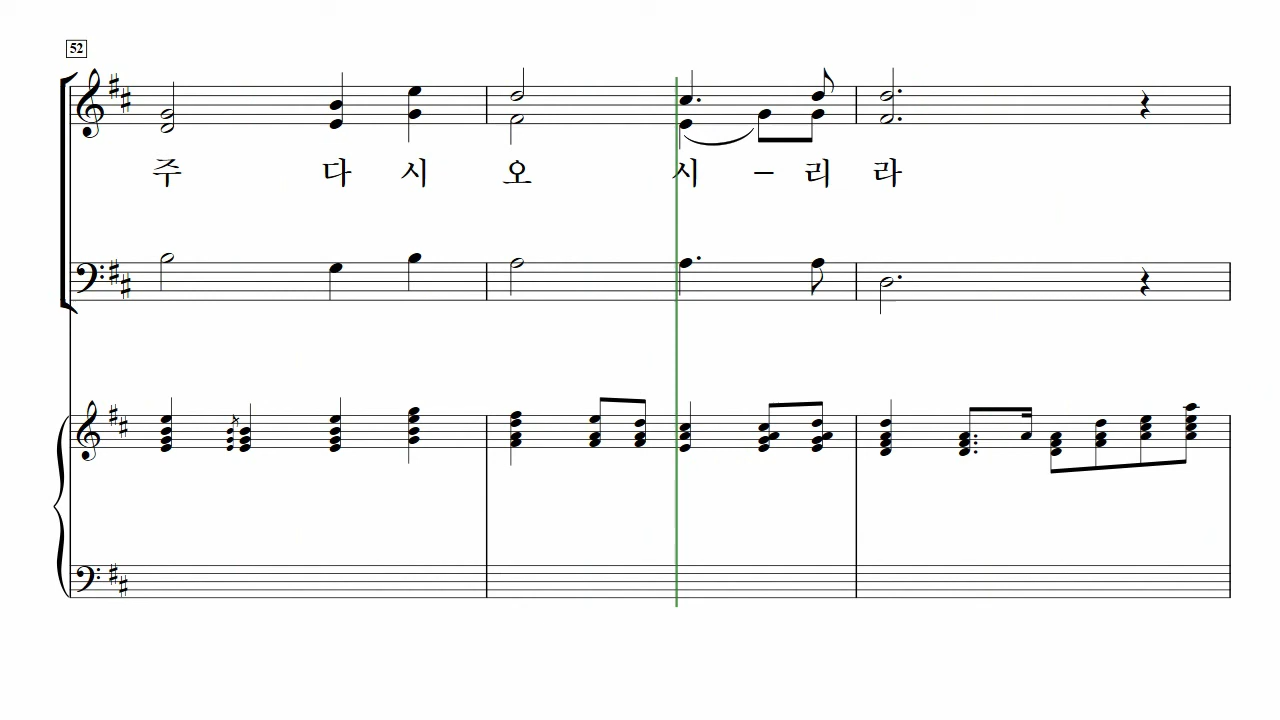 52
주 다 시 오 시 – 리 라